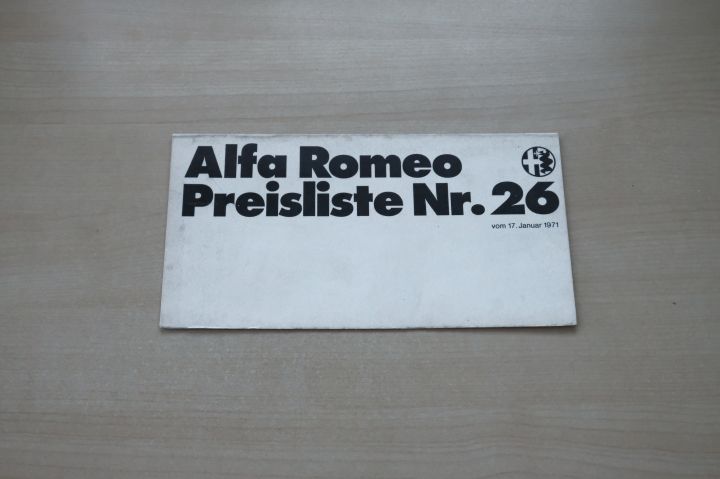 Alfa Romeo
Preisliste Nr. 26
vom 17. Januar 1971